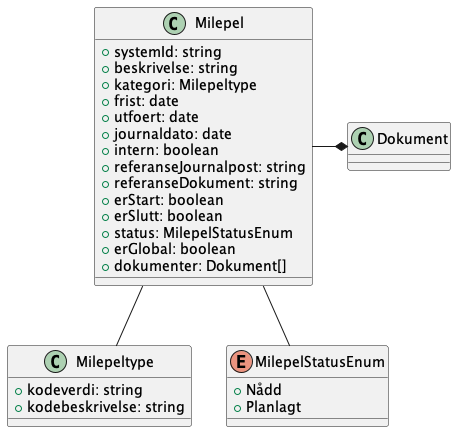 C Milepel
systemId: string
beskrivelse: string
kategori: Milepeltype
frist: date
utfoert: date
journaldato: date
intern: boolean
referanseJournalpost: string
referanseDokument: string
erStart: boolean
erSlutt: boolean
status: MilepelStatusEnum
erGlobal: boolean
dokumenter: Dokument[]
C Dokument
C Milepeltype
kodeverdi: string
kodebeskrivelse: string
E MilepelStatusEnum
Nådd
Planlagt